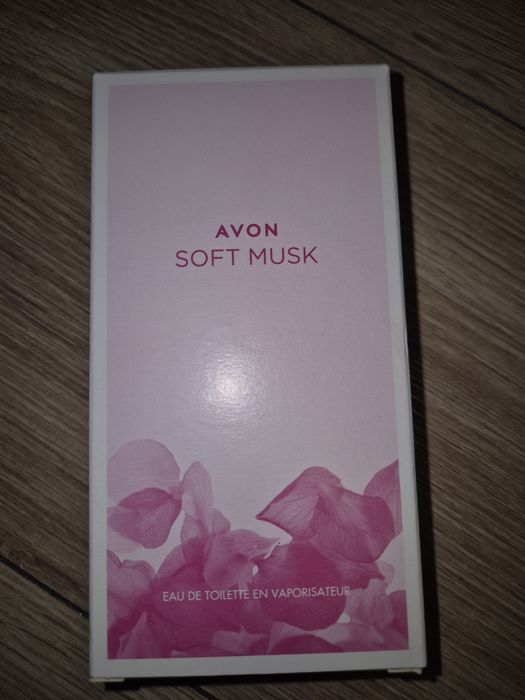 AVON
SOFT MUSK
EAU DE TOILETTE EN VAPORISATEUR